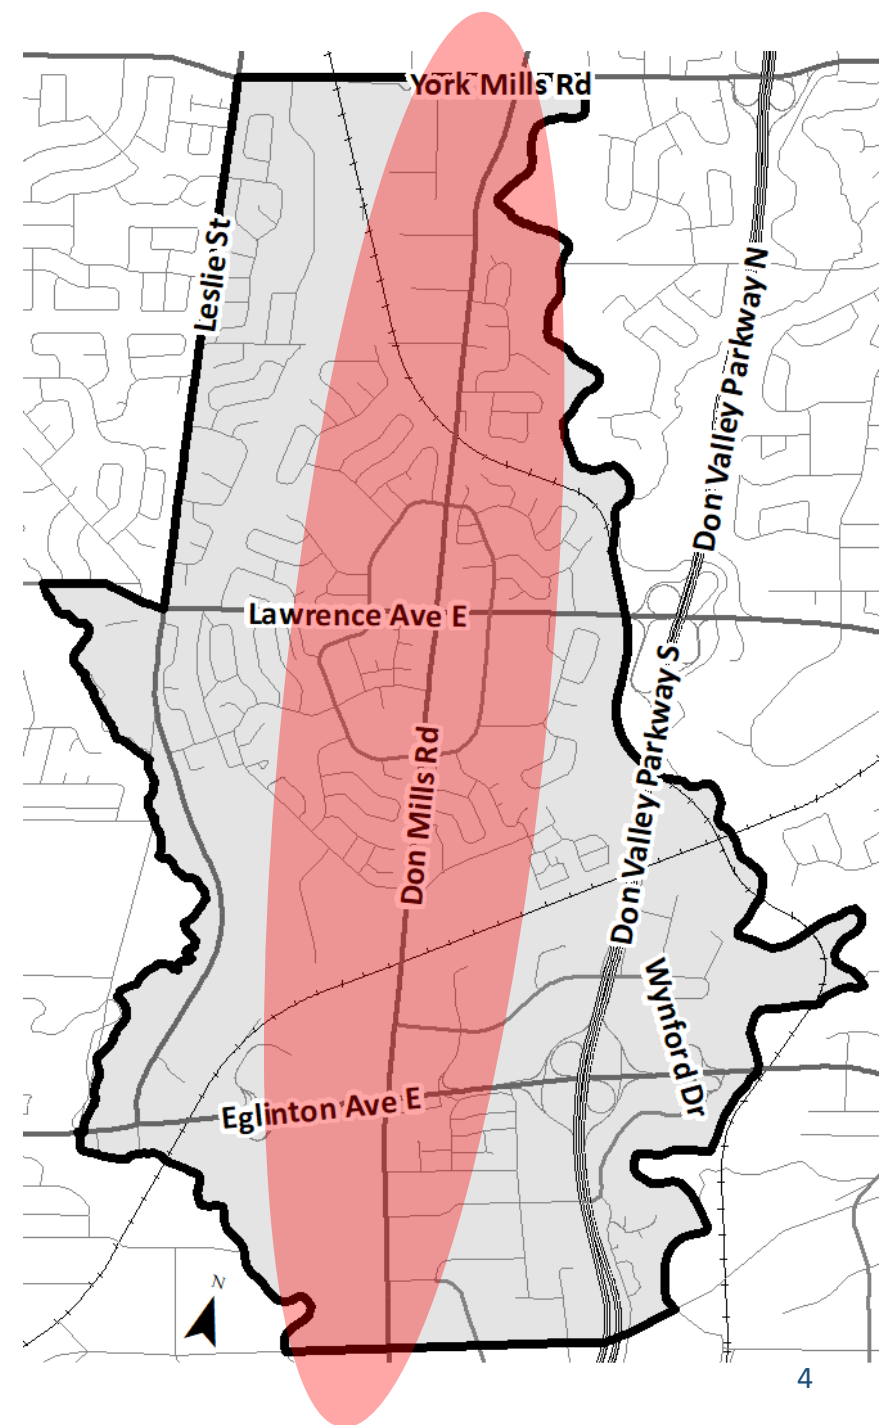 York Mills Rd
Leslie St
Don Valley Parkway N
Lawrence Ave E
Don Valley Parkway S
Don Mills Rd
Wynford Dr
Eglinton Ave E
N
4